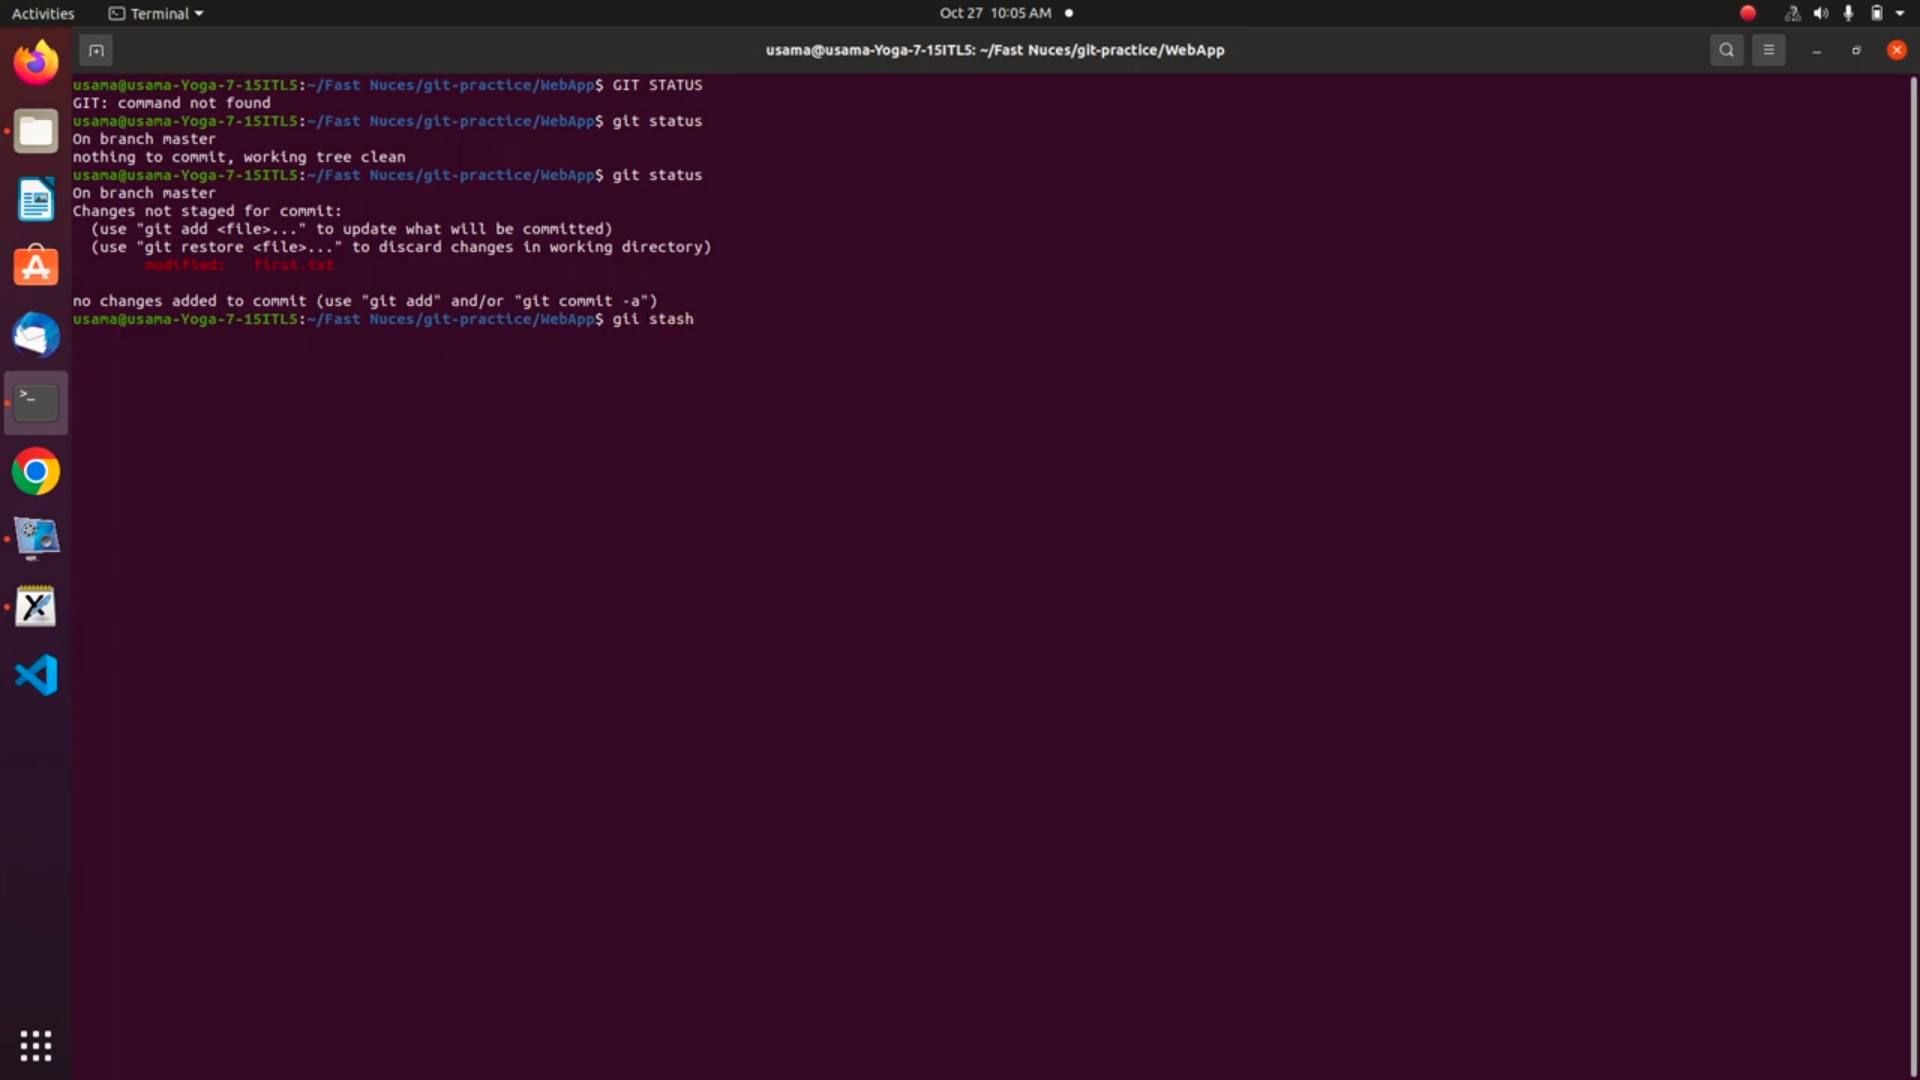 Activities
Terminal
Oct 27 10:05 AM
usama@usama-Yoga-7-15ITL5: ~/Fast Nuces/git-practice/WebApp
usama@usama-Yoga-7-15ITL5:~/Fast Nuces/git-practice/WebApp$ GIT STATUS
GIT: command not found
usama@usama-Yoga-7-15ITL5:~/Fast Nuces/git-practice/WebApp$ git status
On branch master
nothing to commit, working tree clean
usama@usama-Yoga-7-15ITL5:~/Fast Nuces/git-practice/WebApp$ git status
On branch master
Changes not staged for commit:
  (use "git add <file>..." to update what will be committed)
  (use "git restore <file>..." to discard changes in working directory)
        modified:   first.txt
no changes added to commit (use "git add" and/or "git commit -a")
usama@usama-Yoga-7-15ITL5:~/Fast Nuces/git-practice/WebApp$ gii stash